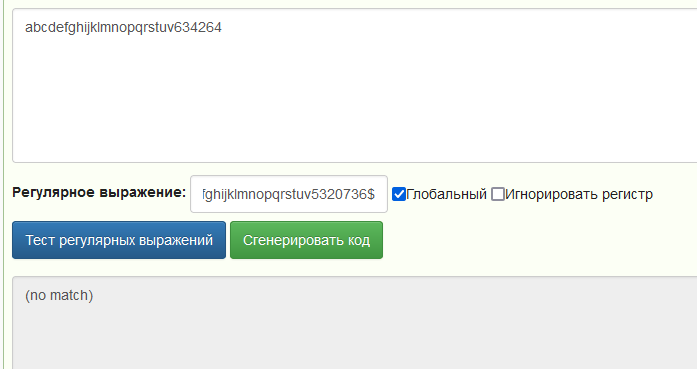 abcdefghijklmnopqrstuv634264
Регулярное выражение: fghijklmnopqrstuv5320736$ Глобальный Игнорировать регистр
Тест регулярных выражений Сгенерировать код
(no match)